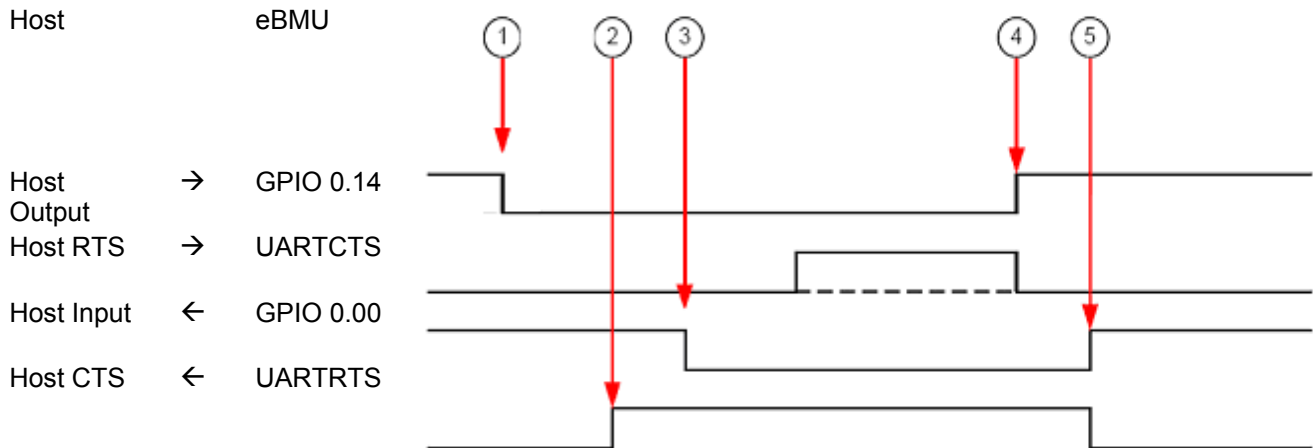 Host eBMU
1 2 3 4 5
Host → GPIO 0.14
Output
Host RTS → UARTCTS
Host Input ← GPIO 0.00
Host CTS ← UARTRTS